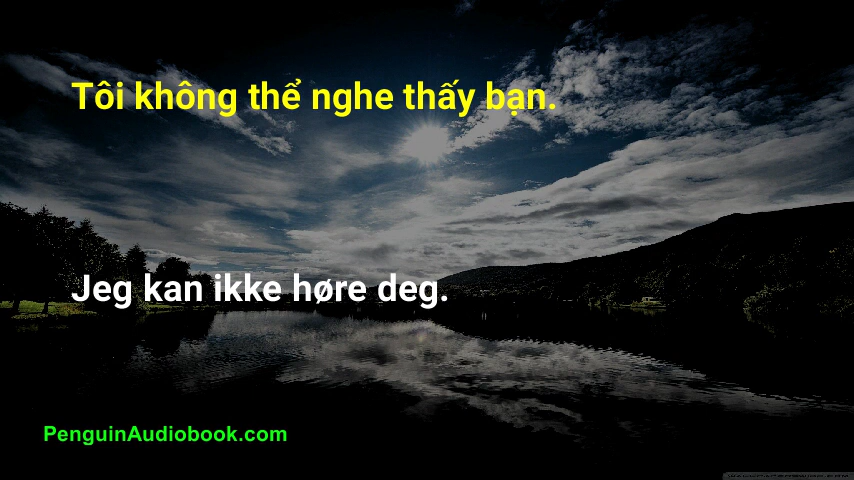 Tôi không thể nghe thấy bạn.
Jeg kan ikke høre deg.
PenguinAudiobook.com